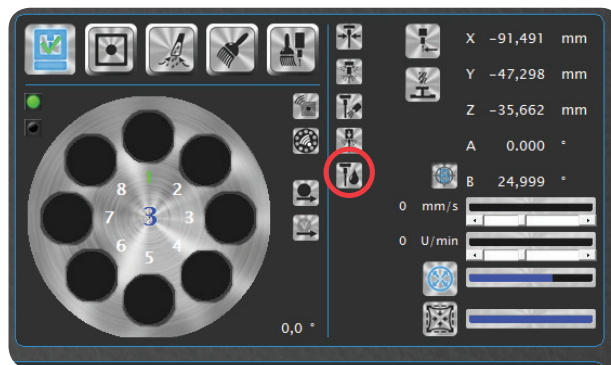 X -91,491 mm
Y -47,298 mm
Z -35,662 mm
A 0.000 °
B 24,999 °
0 mm/s
0 U/min
1
2
3
4
5
6
7
8
3
0,0 °